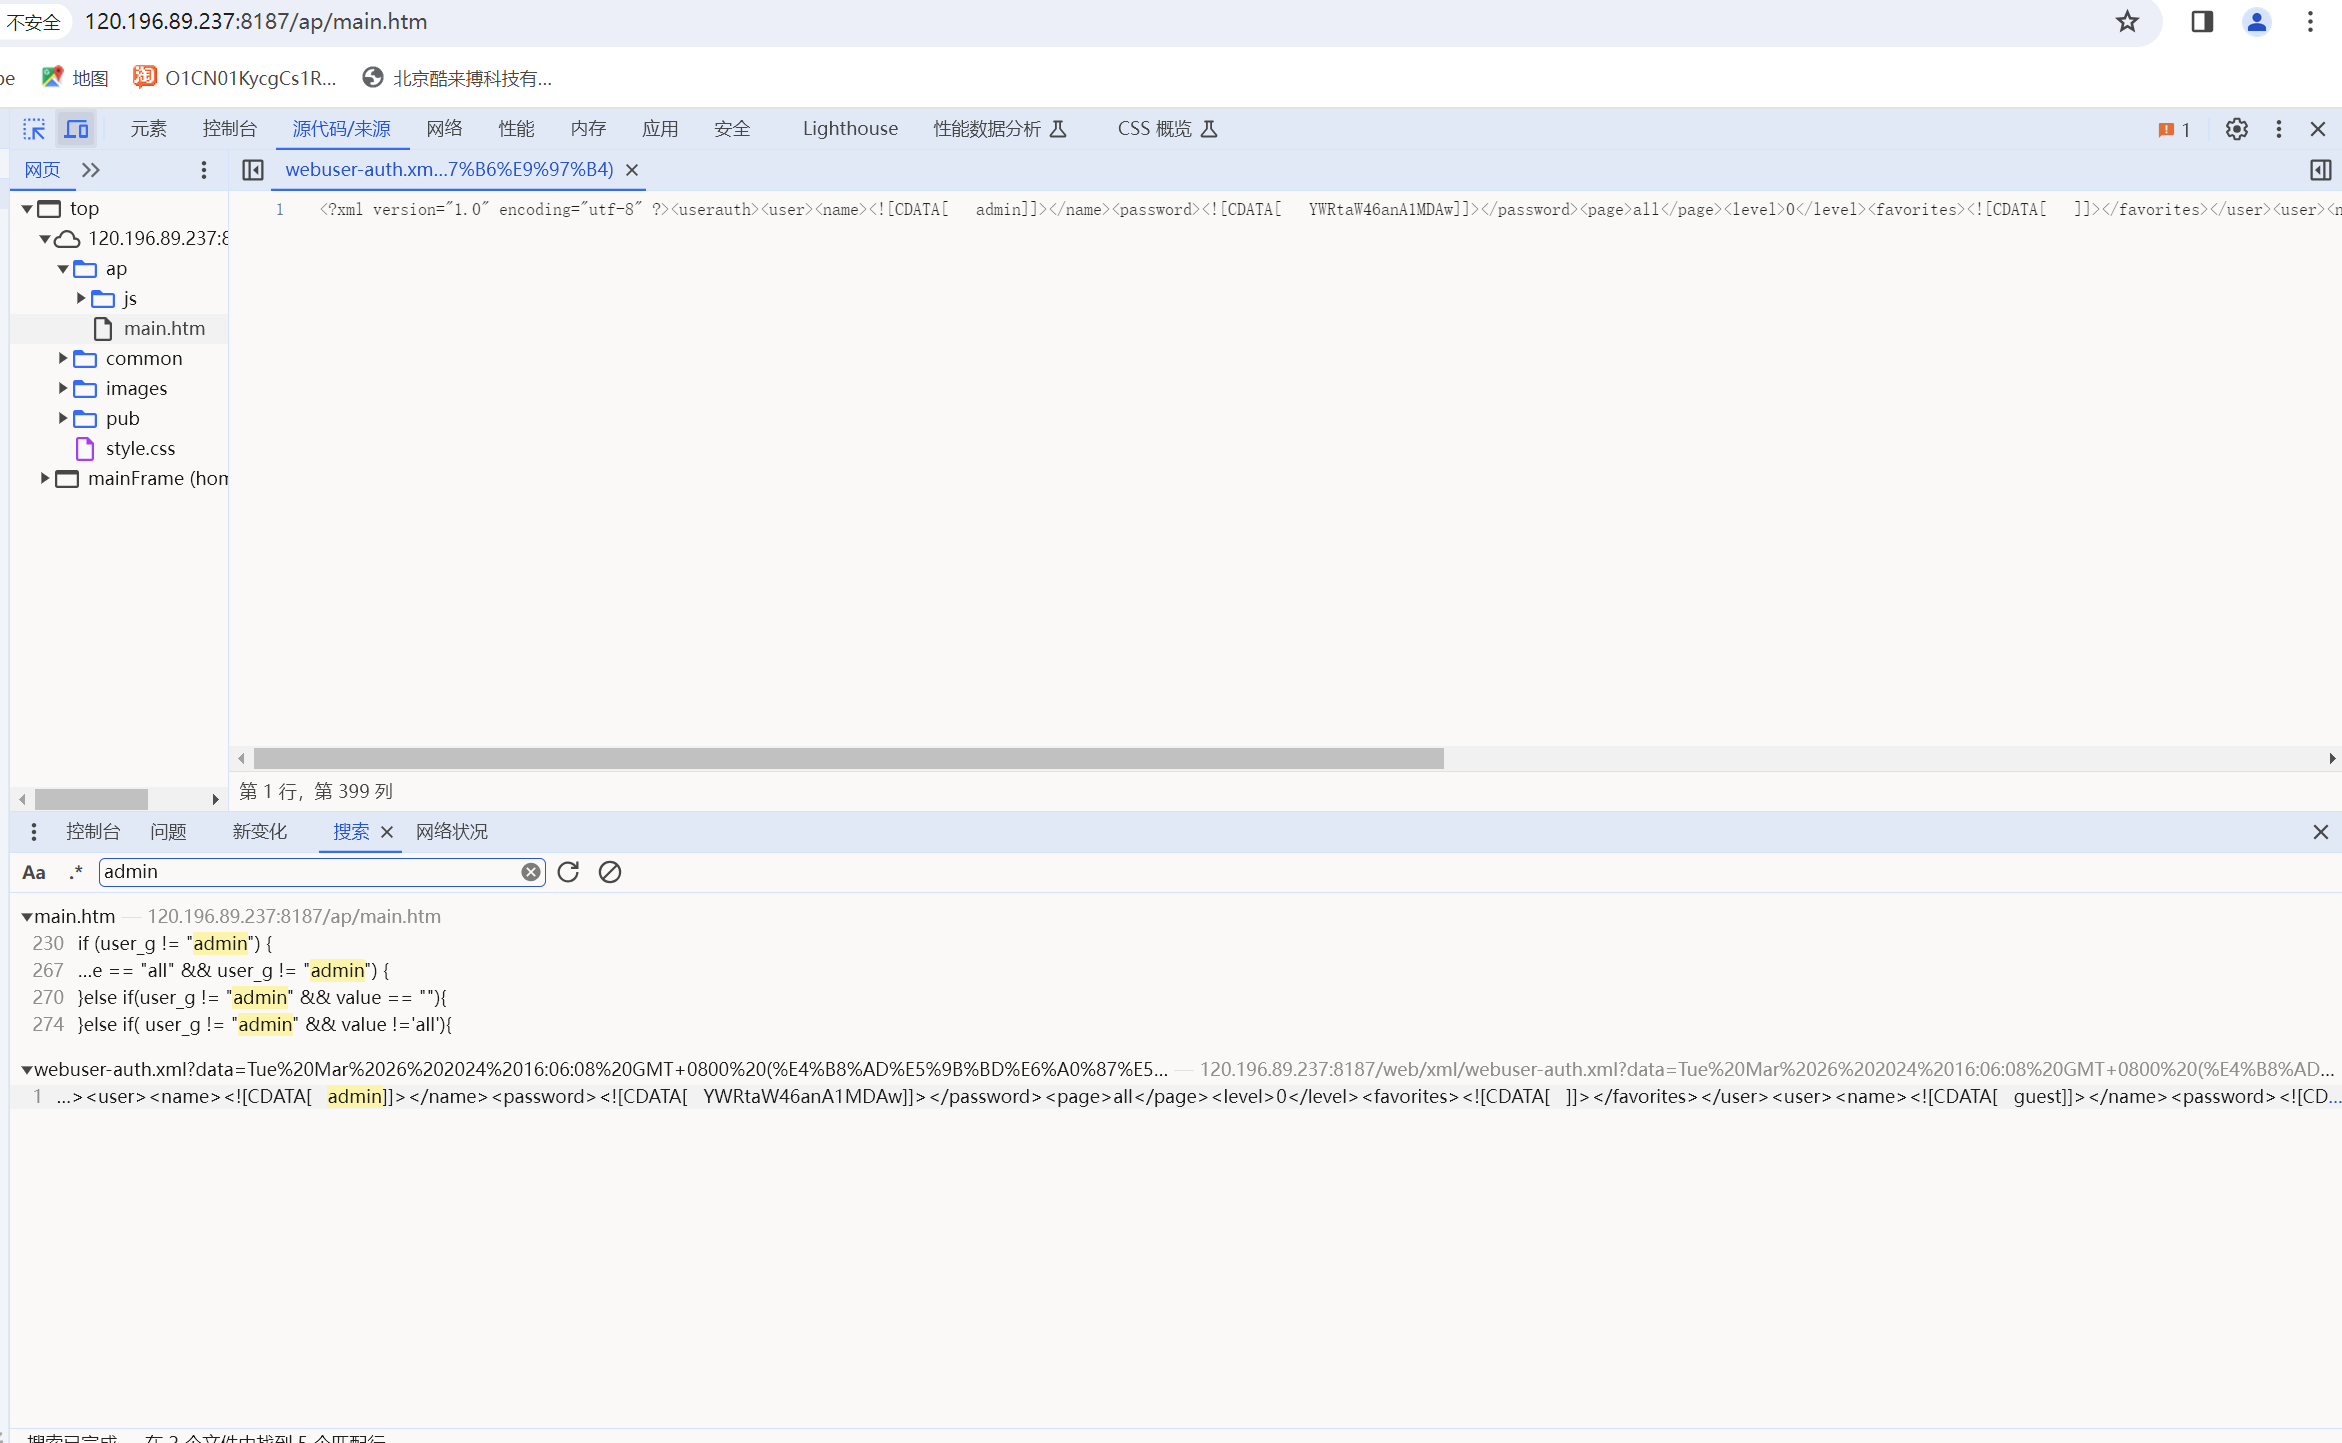 不安全 120.196.89.237:8187/ap/main.htm
地图 O1CN01KycgCs1R... 北京酷来搏科技有...
元素 控制台 源代码/来源 网络 性能 内存 应用 安全 Lighthouse 性能数据分析 CSS 概览 1
网页 webuser-auth.xm...7%B6%E9%97%B4)
top
120.196.89.237:8
ap
js
main.htm
common
images
pub
style.css
mainFrame (hom
1 <?xml version="1.0" encoding="utf-8" ?><userauth><user><name><![CDATA[ admin]]></name><password><![CDATA[ YWRtaW46anA1MDAw]]></password><page>all</page><level>0</level><favorites><![CDATA[ ]]></favorites></user><user><n
第 1 行，第 399 列
控制台 问题 新变化 搜索 网络状况
Aa .* admin
main.htm — 120.196.89.237:8187/ap/main.htm
230 if (user_g != "admin") {
267 ...e == "all" && user_g != "admin") {
270 }else if(user_g != "admin" && value == ""){
274 }else if( user_g != "admin" && value !='all'){
webuser-auth.xml?data=Tue%20Mar%2026%202024%2016:06:08%20GMT+0800%20(%E4%B8%AD%E5%9B%BD%E6%A0%87%E5... — 120.196.89.237:8187/web/xml/webuser-auth.xml?data=Tue%20Mar%2026%202024%2016:06:08%20GMT+0800%20(%E4%B8%AD...
1 ...><user><name><![CDATA[ admin]]></name><password><![CDATA[ YWRtaW46anA1MDAw]]></password><page>all</page><level>0</level><favorites><![CDATA[ ]]></favorites></user><user><name><![CDATA[ guest]]></name><password><![CD...
搜索已完成。 在 2 个文件中找到 5 个匹配行。